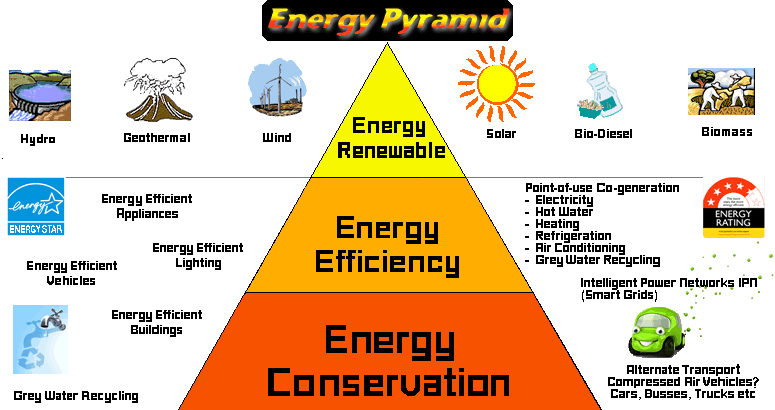 Energy Pyramid
Hydro
Geothermal
Wind
Energy
Renewable
Solar
Bio-Diesel
Biomass
energy
ENERGY STAR
Energy Efficient
Appliances
Energy Efficient
Lighting
Energy Efficient
Vehicles
Energy Efficient
Buildings
Grey Water Recycling
Energy
Efficiency
Energy
Conservation
Point-of-use Co-generation
- Electricity
- Hot Water
- Heating
- Refrigeration
- Air Conditioning
- Grey Water Recycling
ENERGY
RATING
Intelligent Power Networks IPN
(Smart Grids)
Alternate Transport
Compressed Air Vehicles?
Cars, Busses, Trucks etc